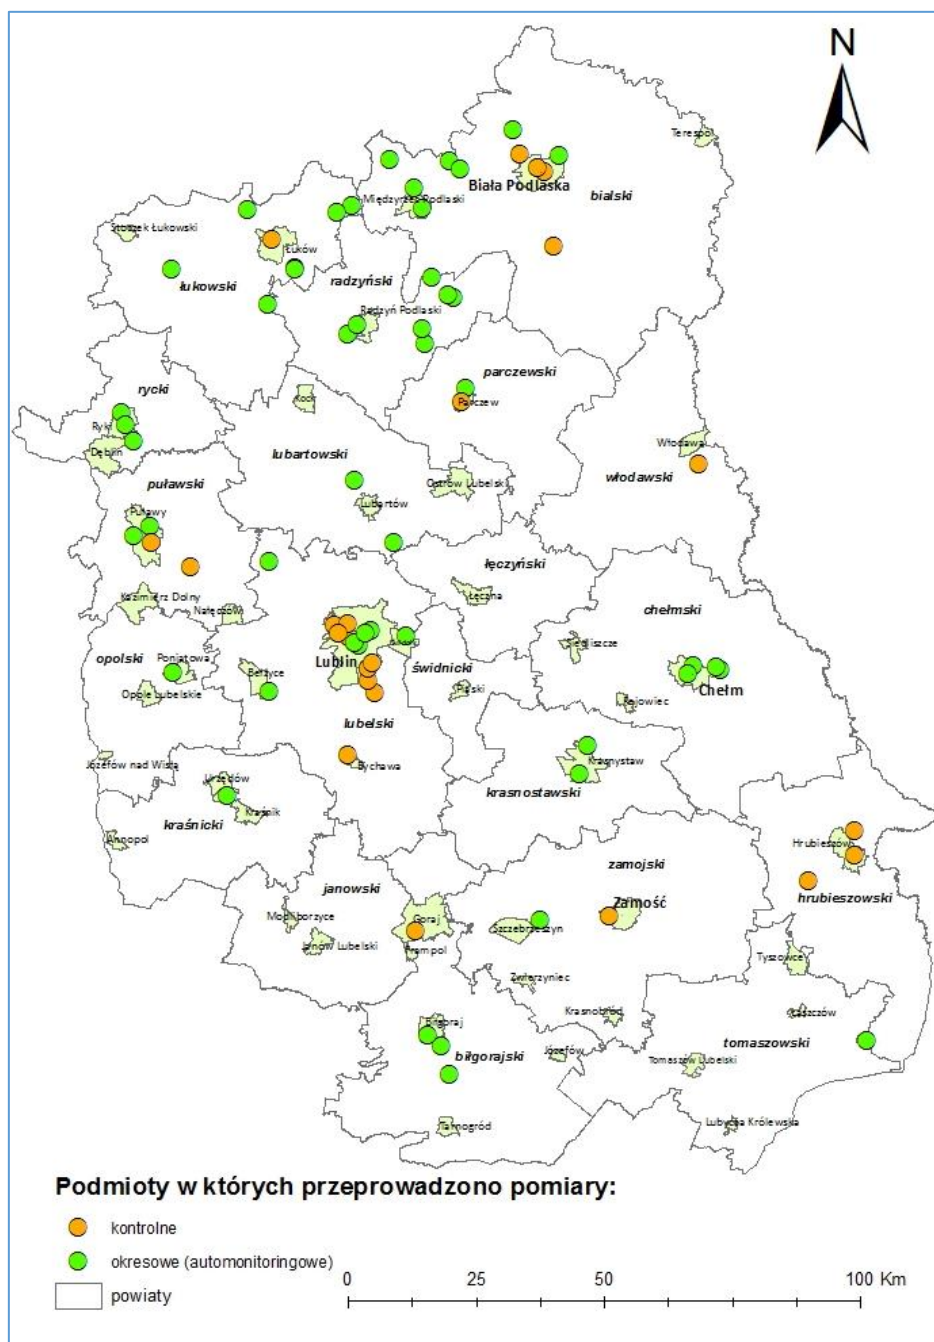 N
Terespol
Biała Podlaska
Międzyrzec Podlaski
bialski
Stoczek Łukowski
Łuków
radzyński
łukowski
Radzyń Podlaski
parczewski
rycki
Kock
Parczew
Ryki
Włodawa
Dęblin
lubartowski
włodawski
Ostrów Lubelski
puławski
Lubartów
Puławy
łęczyński
Kazimierz Dolny
Łęczna
Nałęczów
chełmski
Siedliszcze
opolski
Poniatowa
Lublin
świdnicki
Bełżyce
Chełm
Opole Lubelskie
Piaski
Rejowiec
lubelski
Józefów nad Wisłą
Bychawa
Krasnystaw
Urzędów
krasnostawski
Kraśnik
kraśnicki
Annopol
Hrubieszów
zamojski
janowski
hrubieszowski
Zamość
Modliborzyce
Goraj
Szczebrzeszyn
Janów Lubelski
Frampol
Tyszowce
Zwierzyniec
Krasnobród
Łaszczów
Biłgoraj
tomaszowski
Józefów
biłgorajski
Tomaszów Lubelski
Tarnogród
Lubycza Królewska
Podmioty w których przeprowadzono pomiary:
kontrolne
okresowe (automonitoringowe)
powiaty
0 25 50 100 Km